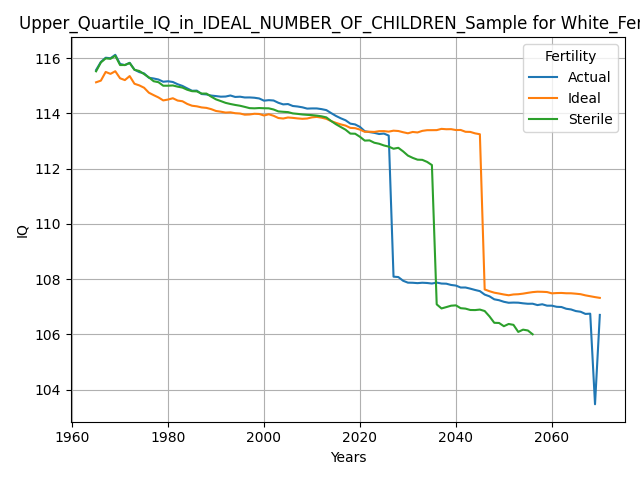 Upper_Quartile_IQ_in_IDEAL_NUMBER_OF_CHILDREN_Sample for White_Fer
116
114
112
110
108
106
104
IQ
1960
1980
2000
2020
2040
2060
Years
Fertility
Actual
Ideal
Sterile